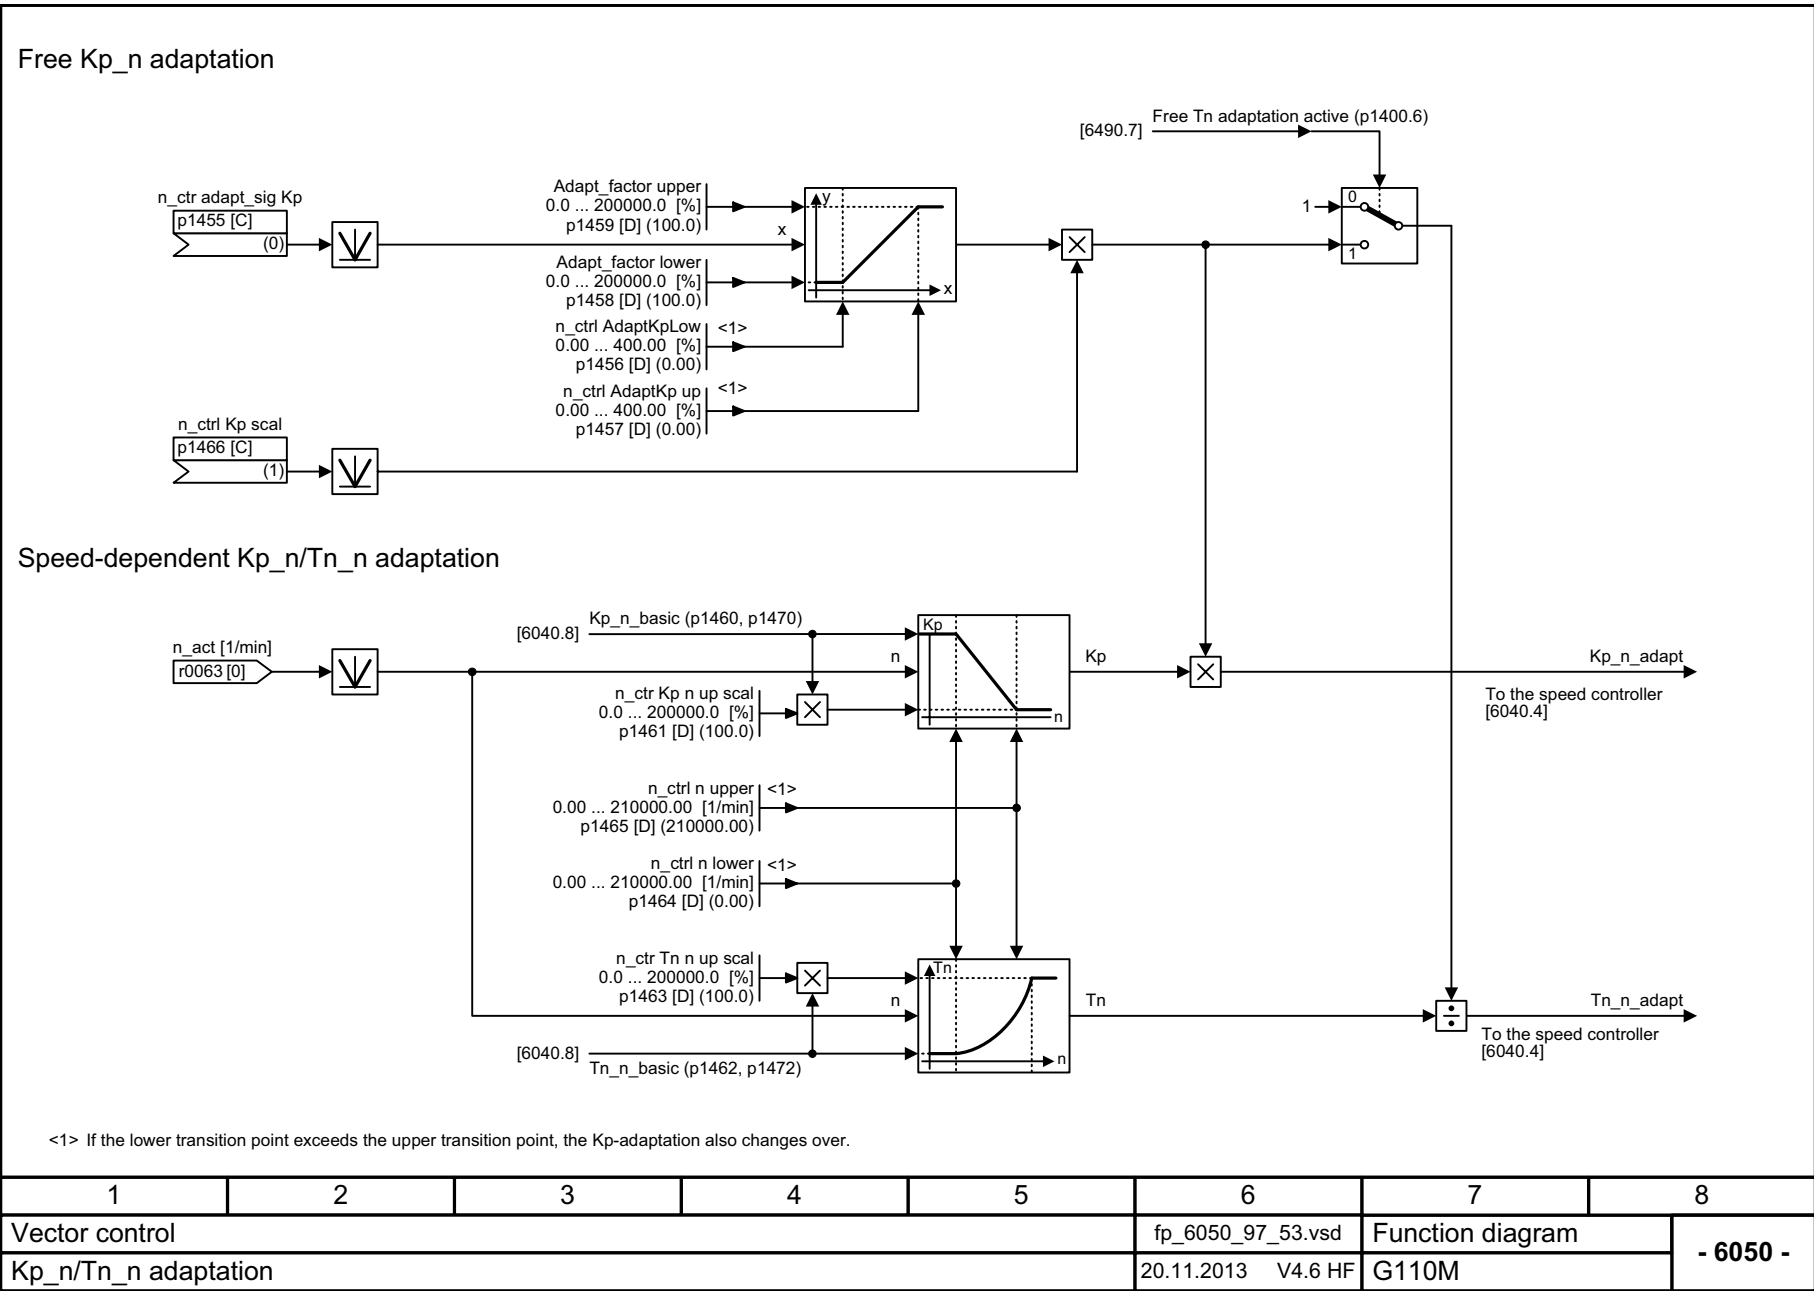 Free Kp_n adaptation
Free Tn adaptation active (p1400.6)
[6490.7]
n_ctr adapt_sig Kp
p1455 [C]
(0)
Adapt_factor upper
0.0 ... 200000.0 [%]
p1459 [D] (100.0)
x
Adapt_factor lower
0.0 ... 200000.0 [%]
p1458 [D] (100.0)
y
x
n_ctrl AdaptKpLow <1>
0.00 ... 400.00 [%]
p1456 [D] (0.00)
n_ctrl AdaptKp up <1>
0.00 ... 400.00 [%]
p1457 [D] (0.00)
1
0
1
n_ctrl Kp scal
p1466 [C]
(1)
Speed-dependent Kp_n/Tn_n adaptation
n_act [1/min]
r0063 [0]
[6040.8]
Kp_n_basic (p1460, p1470)
n
n_ctr Kp n up scal
0.0 ... 200000.0 [%]
p1461 [D] (100.0)
Kp
n
Kp
Kp_n_adapt
To the speed controller
[6040.4]
n_ctrl n upper <1>
0.00 ... 210000.00 [1/min]
p1465 [D] (210000.00)
n_ctrl n lower <1>
0.00 ... 210000.00 [1/min]
p1464 [D] (0.00)
n_ctr Tn n up scal
0.0 ... 200000.0 [%]
p1463 [D] (100.0)
n
[6040.8]
Tn_n_basic (p1462, p1472)
Tn
n
Tn
Tn_n_adapt
To the speed controller
[6040.4]
<1> If the lower transition point exceeds the upper transition point, the Kp-adaptation also changes over.
1 2 3 4 5 6 7 8
Vector control
fp_6050_97_53.vsd
Function diagram
- 6050 -
Kp_n/Tn_n adaptation
20.11.2013 V4.6 HF
G110M